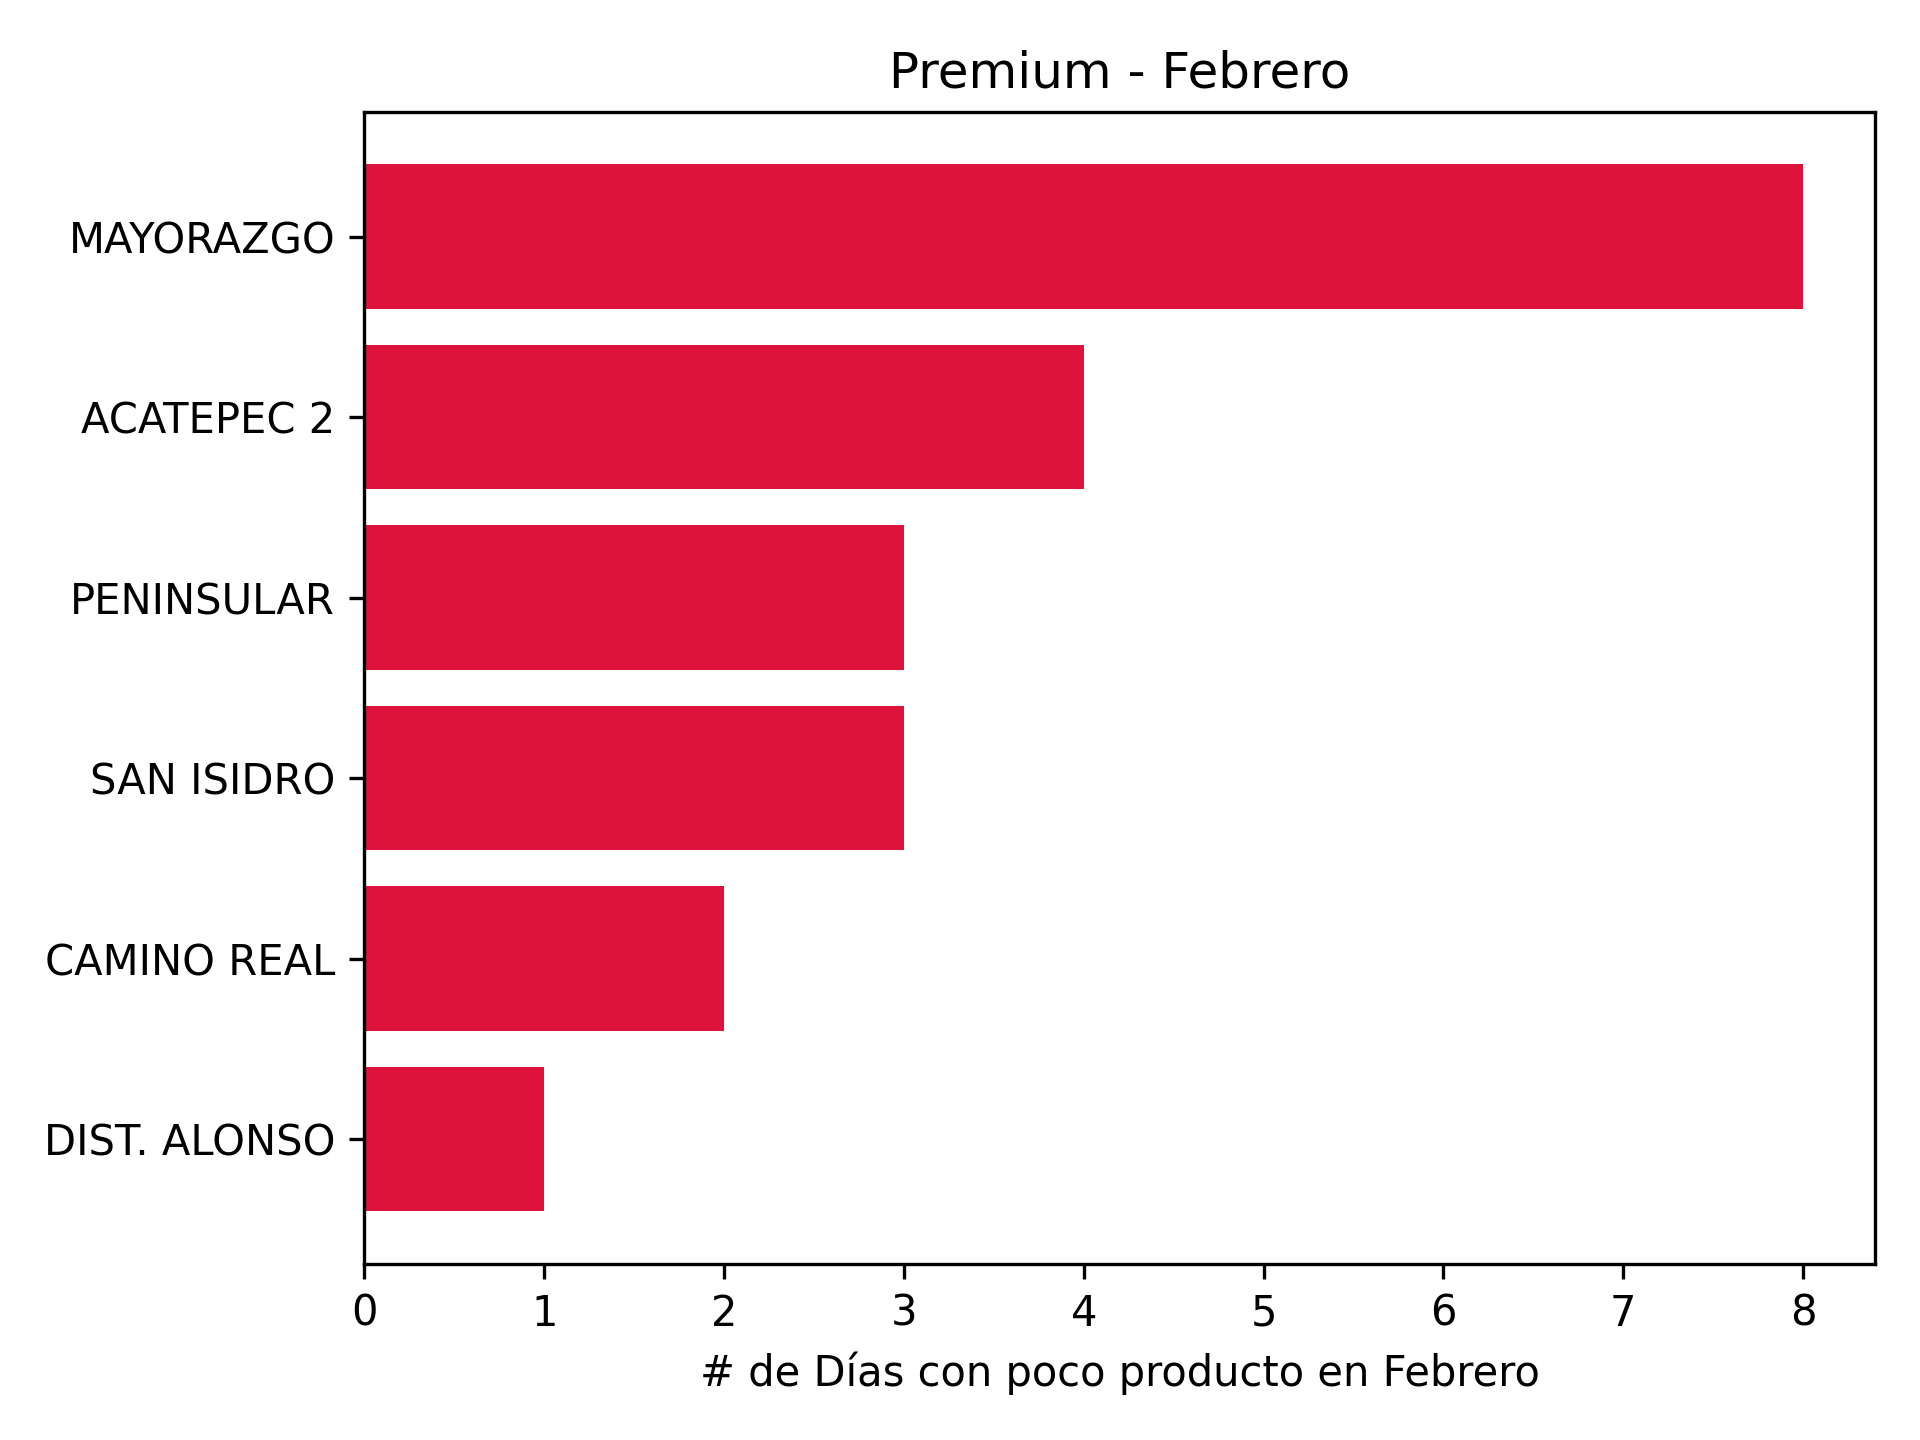 Premium - Febrero
MAYORAZGO
ACATEPEC 2
PENINSULAR
SAN ISIDRO
CAMINO REAL
DIST. ALONSO
0 1 2 3 4 5 6 7 8
# de Días con poco producto en Febrero